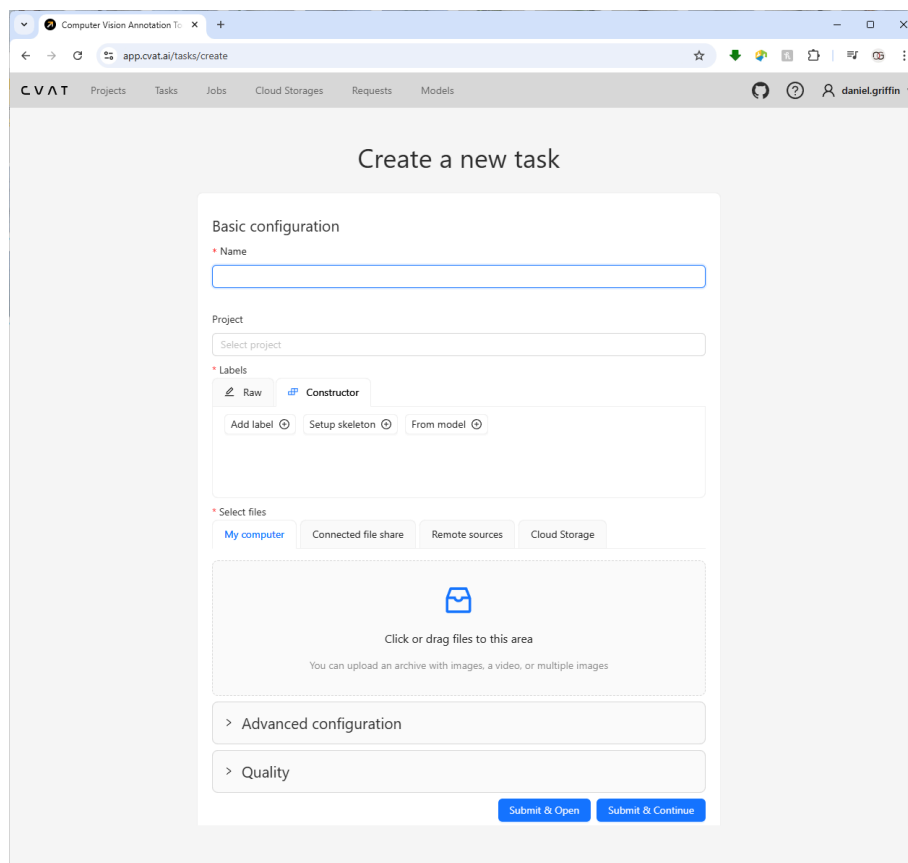 Computer Vision Annotation To
app.cvat.ai/tasks/create
CVAT Projects Tasks Jobs Cloud Storages Requests Models daniel.griffin
Create a new task
Basic configuration
* Name
Project
Select project
* Labels
Raw Constructor
Add label Setup skeleton From model
* Select files
My computer Connected file share Remote sources Cloud Storage
Click or drag files to this area
You can upload an archive with images, a video, or multiple images
Advanced configuration
Quality
Submit & Open Submit & Continue